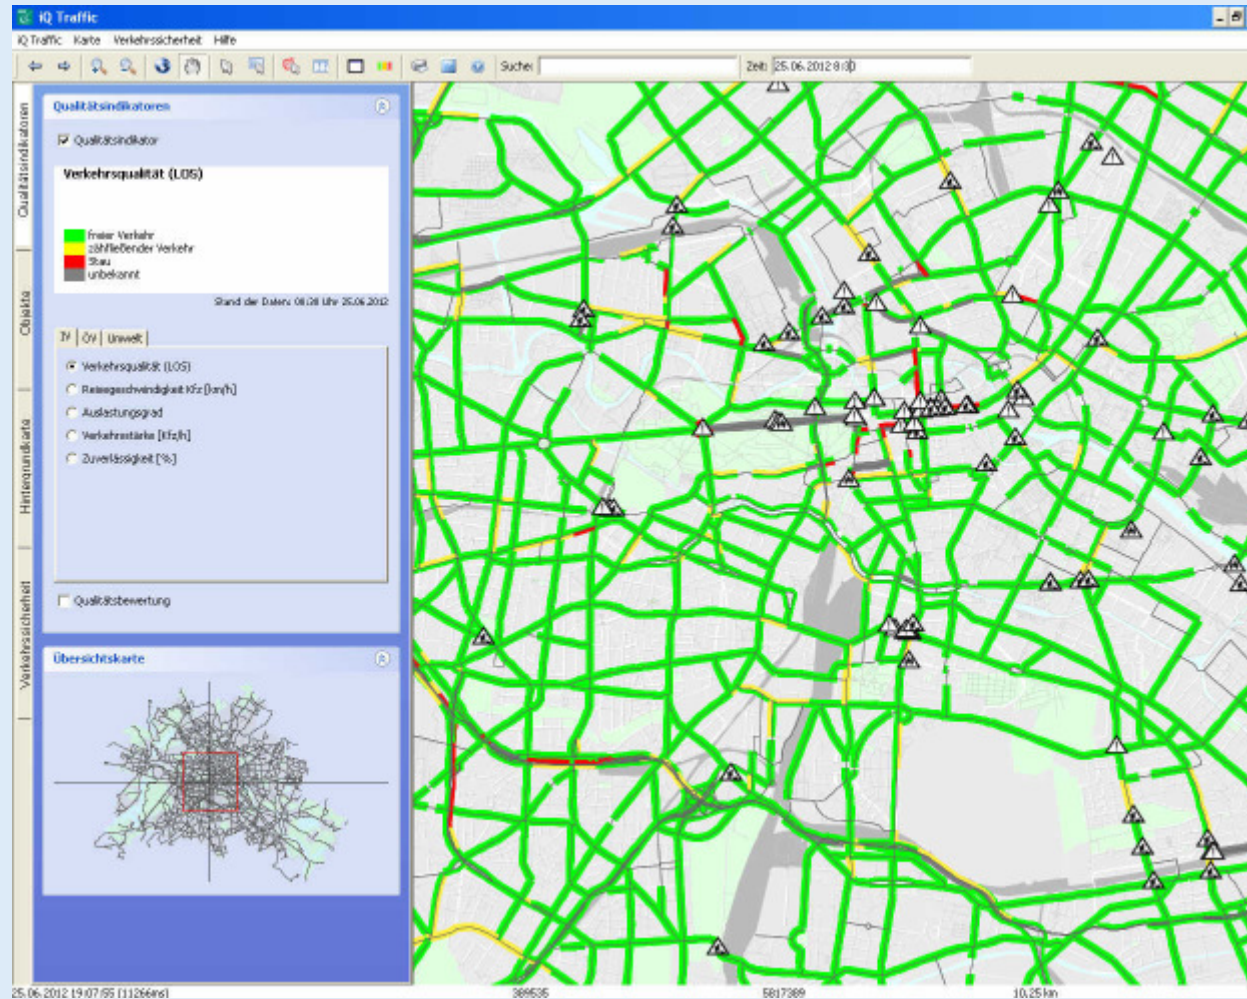 iQ Traffic
iQ Traffic Karte Verkehrssicherheit Hilfe
Suche: Zeit: 25.06.2012 8:30
Qualitätsindikatoren
Objekte
Hintergrundkarte
Verkehrssicherheit
Qualitätsindikatoren
Qualitätsindikator
Verkehrsqualität (LOS)
freier Verkehr
zähfließender Verkehr
Stau
unbekannt
Stand der Daten: 08:30 Uhr 25.06.2012
IV ÖV Umwelt
Verkehrsqualität (LOS)
Reisegeschwindigkeit Kfz [km/h]
Auslastungsgrad
Verkehrsstärke [Kfz/h]
Zuverlässigkeit [%]
Qualitätsbewertung
Übersichtskarte
25.06.2012 19:07:55 [11266ms] 389535 5817389 10,25 km